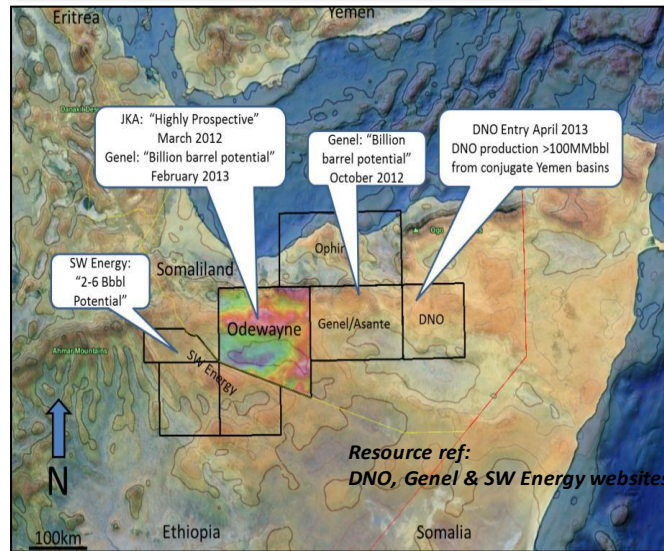 Eritrea
Yemen
JKA: “Highly Prospective”
March 2012
Genel: “Billion barrel potential”
February 2013
Genel: “Billion
barrel potential”
October 2012
DNO Entry April 2013
DNO production >100MMbbl
from conjugate Yemen basins
SW Energy:
“2-6 Bbbl
Potential”
Somaliland
Ophir
Odewayne
Genel/Asante
DNO
SW Energy
Ahmar Mountains
N
Resource ref:
DNO, Genel & SW Energy websites
100km
Ethiopia
Somalia